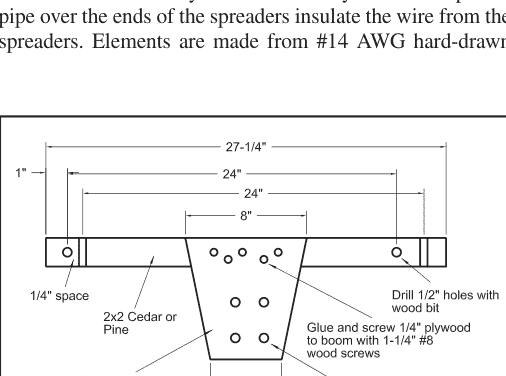 pipe over the ends of the spreaders insulate the wire from the
spreaders. Elements are made from #14 AWG hard-drawn
27-1/4"
1"
24"
24"
8"
1/4" space
2x2 Cedar or
Pine
Drill 1/2" holes with
wood bit
Glue and screw 1/4" plywood
to boom with 1-1/4" #8
wood screws